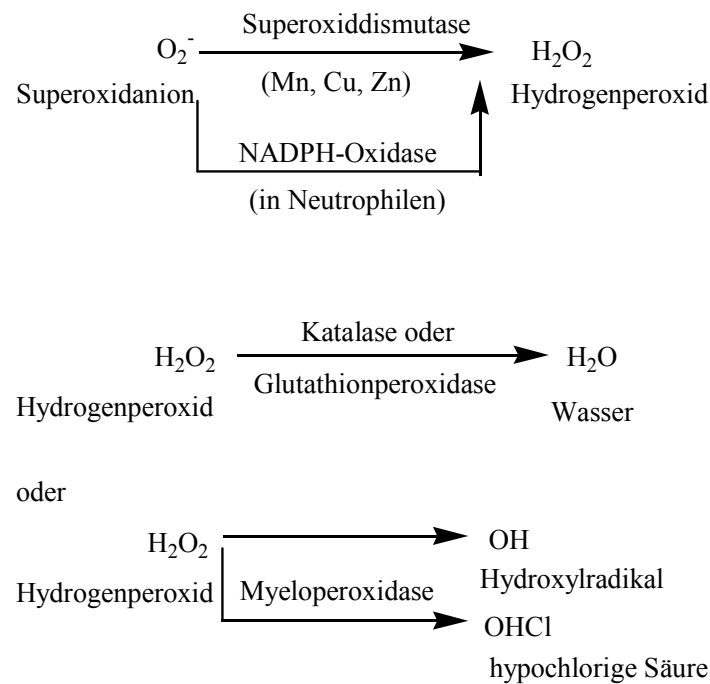 Superoxiddismutase
O₂⁻ H₂O₂
(Mn, Cu, Zn)
Superoxidanion Hydrogenperoxid
NADPH-Oxidase
(in Neutrophilen)
Katalase oder
H₂O₂ H₂O
Glutathionperoxidase
Hydrogenperoxid Wasser
oder
H₂O₂ OH
Hydroxylradikal
Hydrogenperoxid Myeloperoxidase
OHCl
hypochlorige Säure